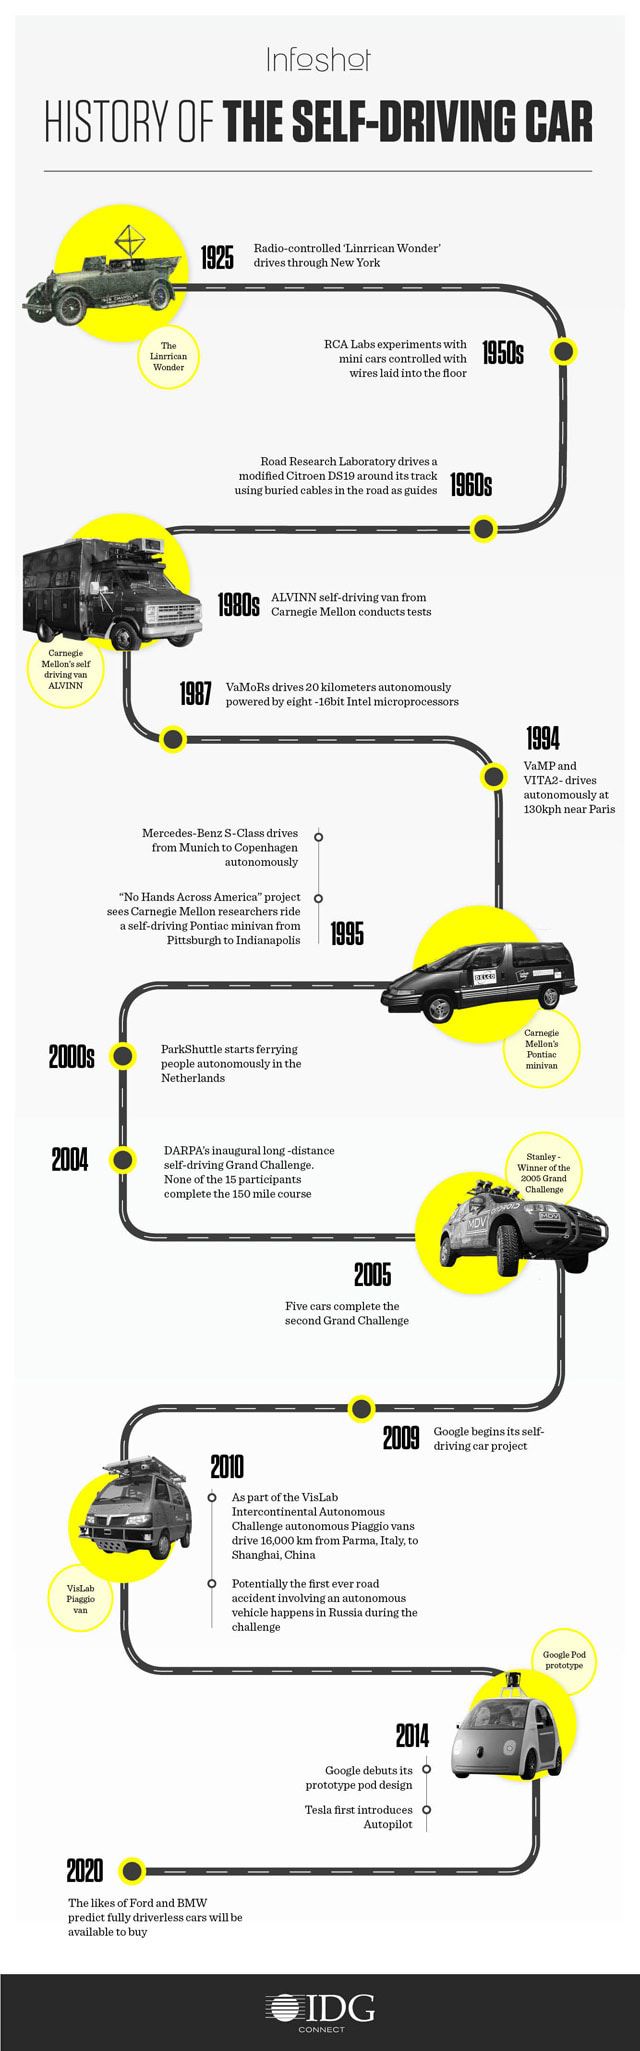 Infoshot
HISTORY OF THE SELF-DRIVING CAR
1925
Radio-controlled ‘Linrrican Wonder’
drives through New York
The
Linrrican
Wonder
RCA Labs experiments with
mini cars controlled with
wires laid into the floor
1950s
Road Research Laboratory drives a
modified Citroen DS19 around its track
using buried cables in the road as guides
1960s
1980s
ALVINN self-driving van from
Carnegie Mellon conducts tests
Carnegie
Mellon's self
driving van
ALVINN
1987
VaMoRs drives 20 kilometers autonomously
powered by eight -16bit Intel microprocessors
1994
VaMP and
VITA2- drives
autonomously at
130kph near Paris
Mercedes-Benz S-Class drives
from Munich to Copenhagen
autonomously
“No Hands Across America” project
sees Carnegie Mellon researchers ride
a self-driving Pontiac minivan from
Pittsburgh to Indianapolis
1995
DELCO
Carnegie
Mellon's
Pontiac
minivan
2000s
ParkShuttle starts ferrying
people autonomously in the
Netherlands
2004
DARPA's inaugural long -distance
self-driving Grand Challenge.
None of the 15 participants
complete the 150 mile course
Stanley -
Winner of the
2005 Grand
Challenge
MDV
2005
Five cars complete the
second Grand Challenge
2009
Google begins its self-
driving car project
2010
As part of the VisLab
Intercontinental Autonomous
Challenge autonomous Piaggio vans
drive 16,000 km from Parma, Italy, to
Shanghai, China
VisLab
Piaggio
van
Potentially the first ever road
accident involving an autonomous
vehicle happens in Russia during the
challenge
Google Pod
prototype
2014
Google debuts its
prototype pod design
Tesla first introduces
Autopilot
2020
The likes of Ford and BMW
predict fully driverless cars will be
available to buy
IDG
CONNECT